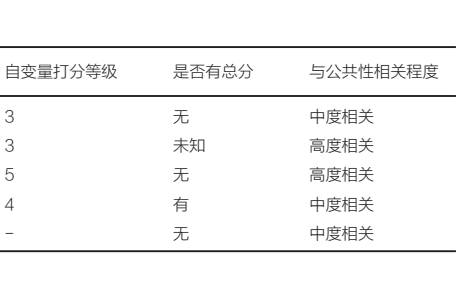 自变量打分等级 是否有总分 与公共性相关程度
3 无 中度相关
3 未知 高度相关
5 无 高度相关
4 有 中度相关
– 无 中度相关